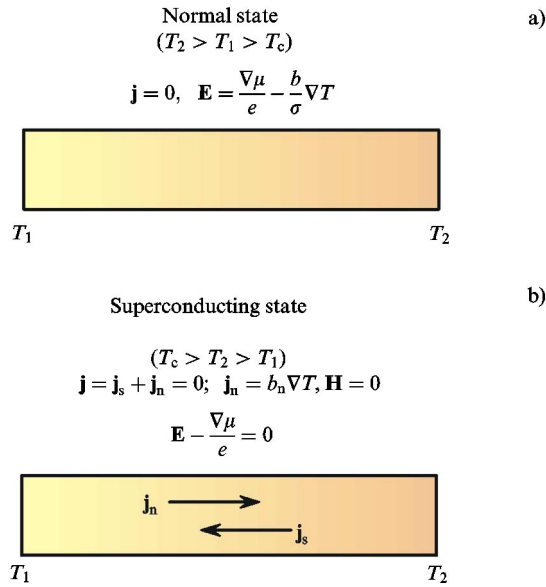 Normal state
a)
(T₂ > T₁ > T_c)
j = 0, E = ∇μ/e − b/σ ∇T
T₁ T₂
Superconducting state
b)
(T_c > T₂ > T₁)
j = j_s + j_n = 0; j_n = b_n∇T, H = 0
E − ∇μ/e = 0
j_n
j_s
T₁ T₂